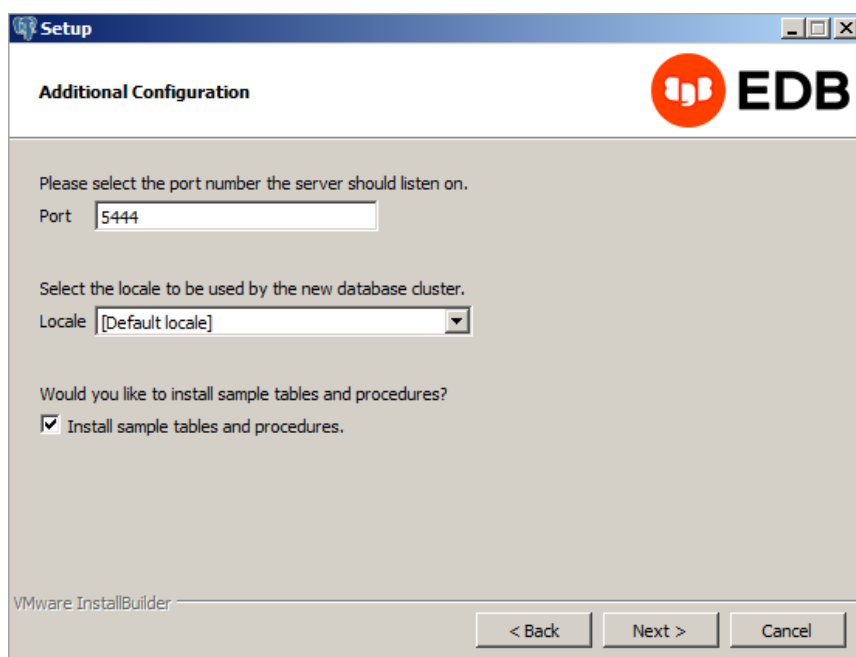 Setup
Additional Configuration
EDB
Please select the port number the server should listen on.
Port 5444
Select the locale to be used by the new database cluster.
Locale [Default locale]
Would you like to install sample tables and procedures?
Install sample tables and procedures.
VMware InstallBuilder
< Back Next > Cancel